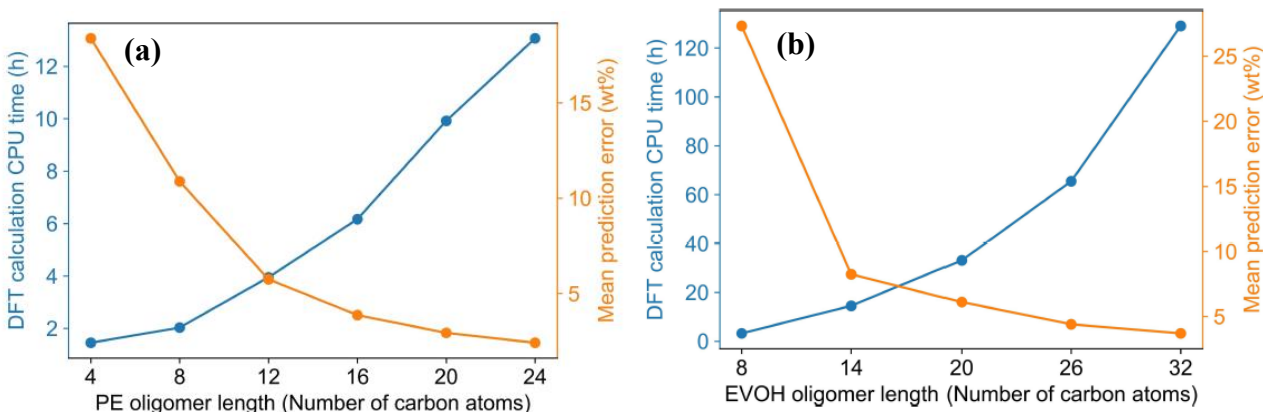 (a)
DFT calculation CPU time (h)
12
10
8
6
4
2
15
10
5
Mean prediction error (wt%)
4 8 12 16 20 24
PE oligomer length (Number of carbon atoms)
(b)
DFT calculation CPU time (h)
120
100
80
60
40
20
0
25
20
15
10
5
Mean prediction error (wt%)
8 14 20 26 32
EVOH oligomer length (Number of carbon atoms)